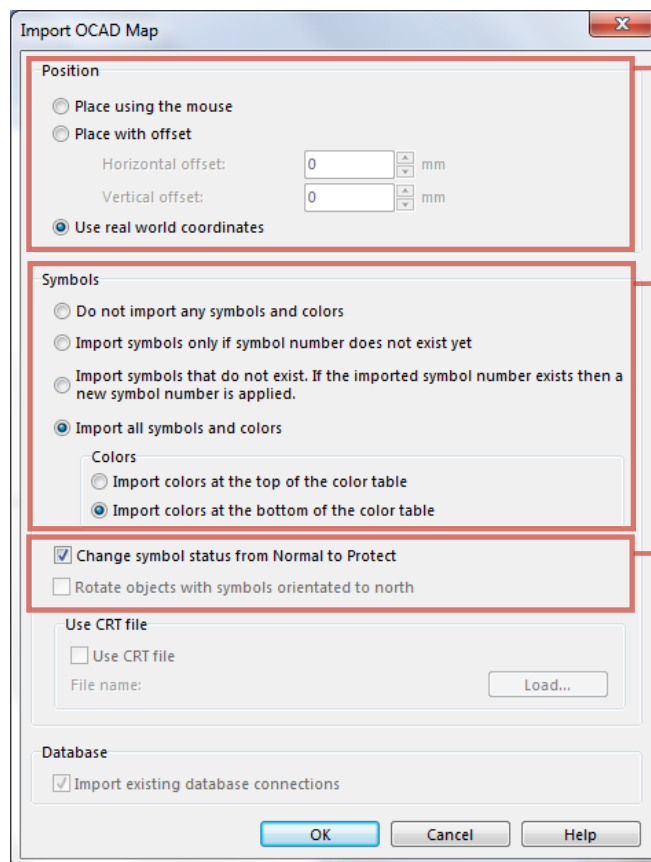 Import OCAD Map
Position
Place using the mouse
Place with offset
Horizontal offset: 0 mm
Vertical offset: 0 mm
Use real world coordinates
Symbols
Do not import any symbols and colors
Import symbols only if symbol number does not exist yet
Import symbols that do not exist. If the imported symbol number exists then a
new symbol number is applied.
Import all symbols and colors
Colors
Import colors at the top of the color table
Import colors at the bottom of the color table
Change symbol status from Normal to Protect
Rotate objects with symbols orientated to north
Use CRT file
Use CRT file
File name: Load...
Database
Import existing database connections
OK Cancel Help